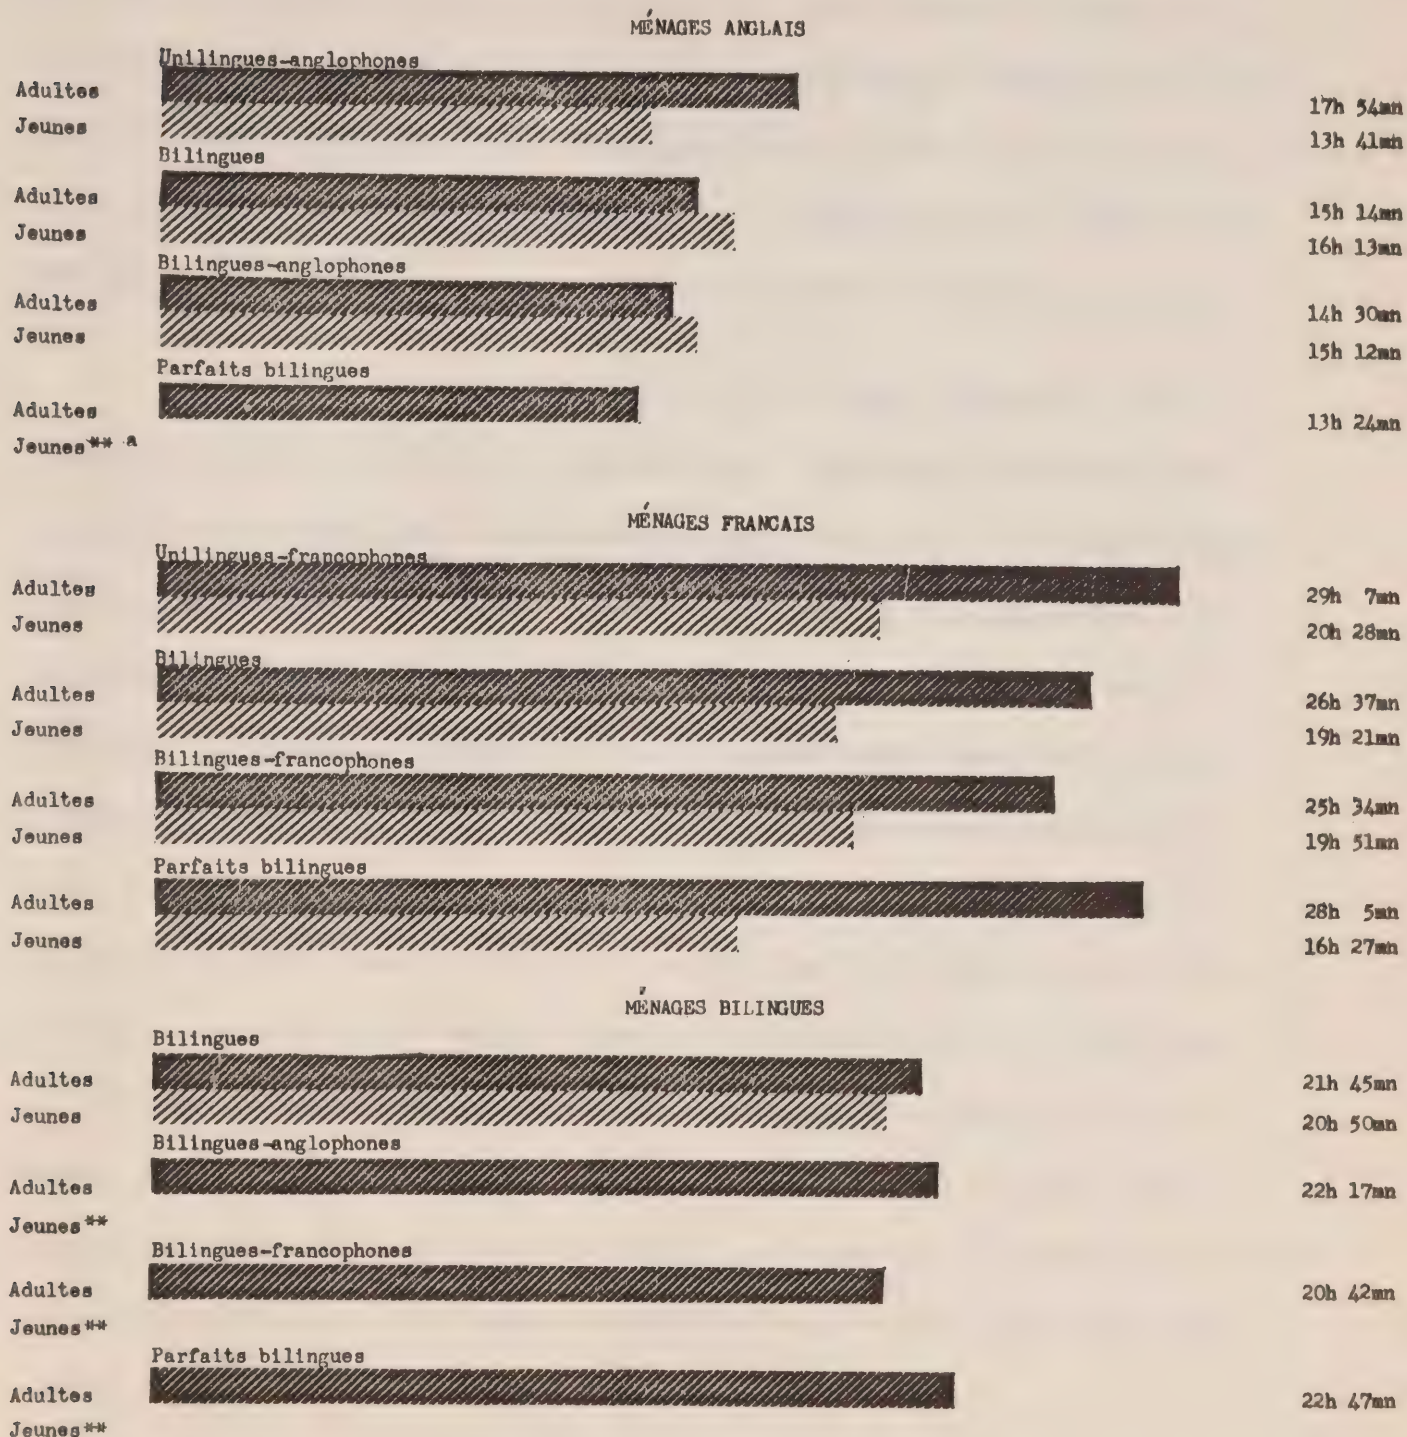 MÉNAGES ANGLAIS
Unilingues-anglophones
Adultes 17h 54mn
Jeunes 13h 41mn
Bilingues
Adultes 15h 14mn
Jeunes 16h 13mn
Bilingues-anglophones
Adultes 14h 30mn
Jeunes 15h 12mn
Parfaits bilingues
Adultes 13h 24mn
Jeunes** a
MÉNAGES FRANCAIS
Unilingues-francophones
Adultes 29h 7mn
Jeunes 20h 28mn
Bilingues
Adultes 26h 37mn
Jeunes 19h 21mn
Bilingues-francophones
Adultes 25h 34mn
Jeunes 19h 51mn
Parfaits bilingues
Adultes 28h 5mn
Jeunes 16h 27mn
MÉNAGES BILINGUES
Bilingues
Adultes 21h 45mn
Jeunes 20h 50mn
Bilingues-anglophones
Adultes 22h 17mn
Jeunes**
Bilingues-francophones
Adultes 20h 42mn
Jeunes**
Parfaits bilingues
Adultes 22h 47mn
Jeunes**